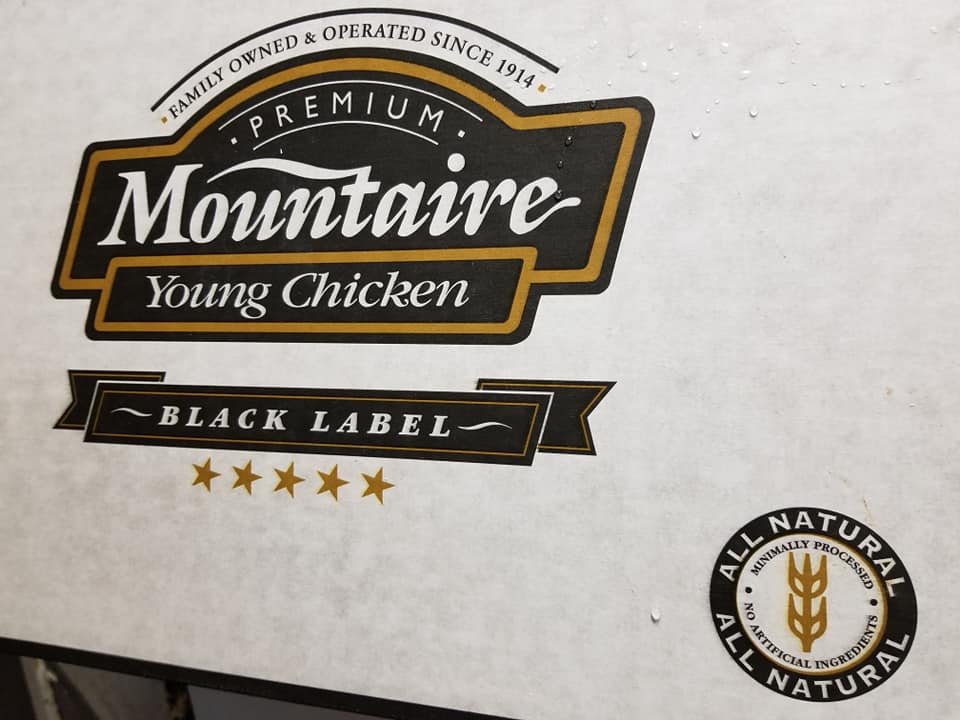 FAMILY OWNED & OPERATED SINCE 1914
PREMIUM
Mountaire
Young Chicken
BLACK LABEL
ALL NATURAL
MINIMALLY PROCESSED
NO ARTIFICIAL INGREDIENTS
ALL NATURAL